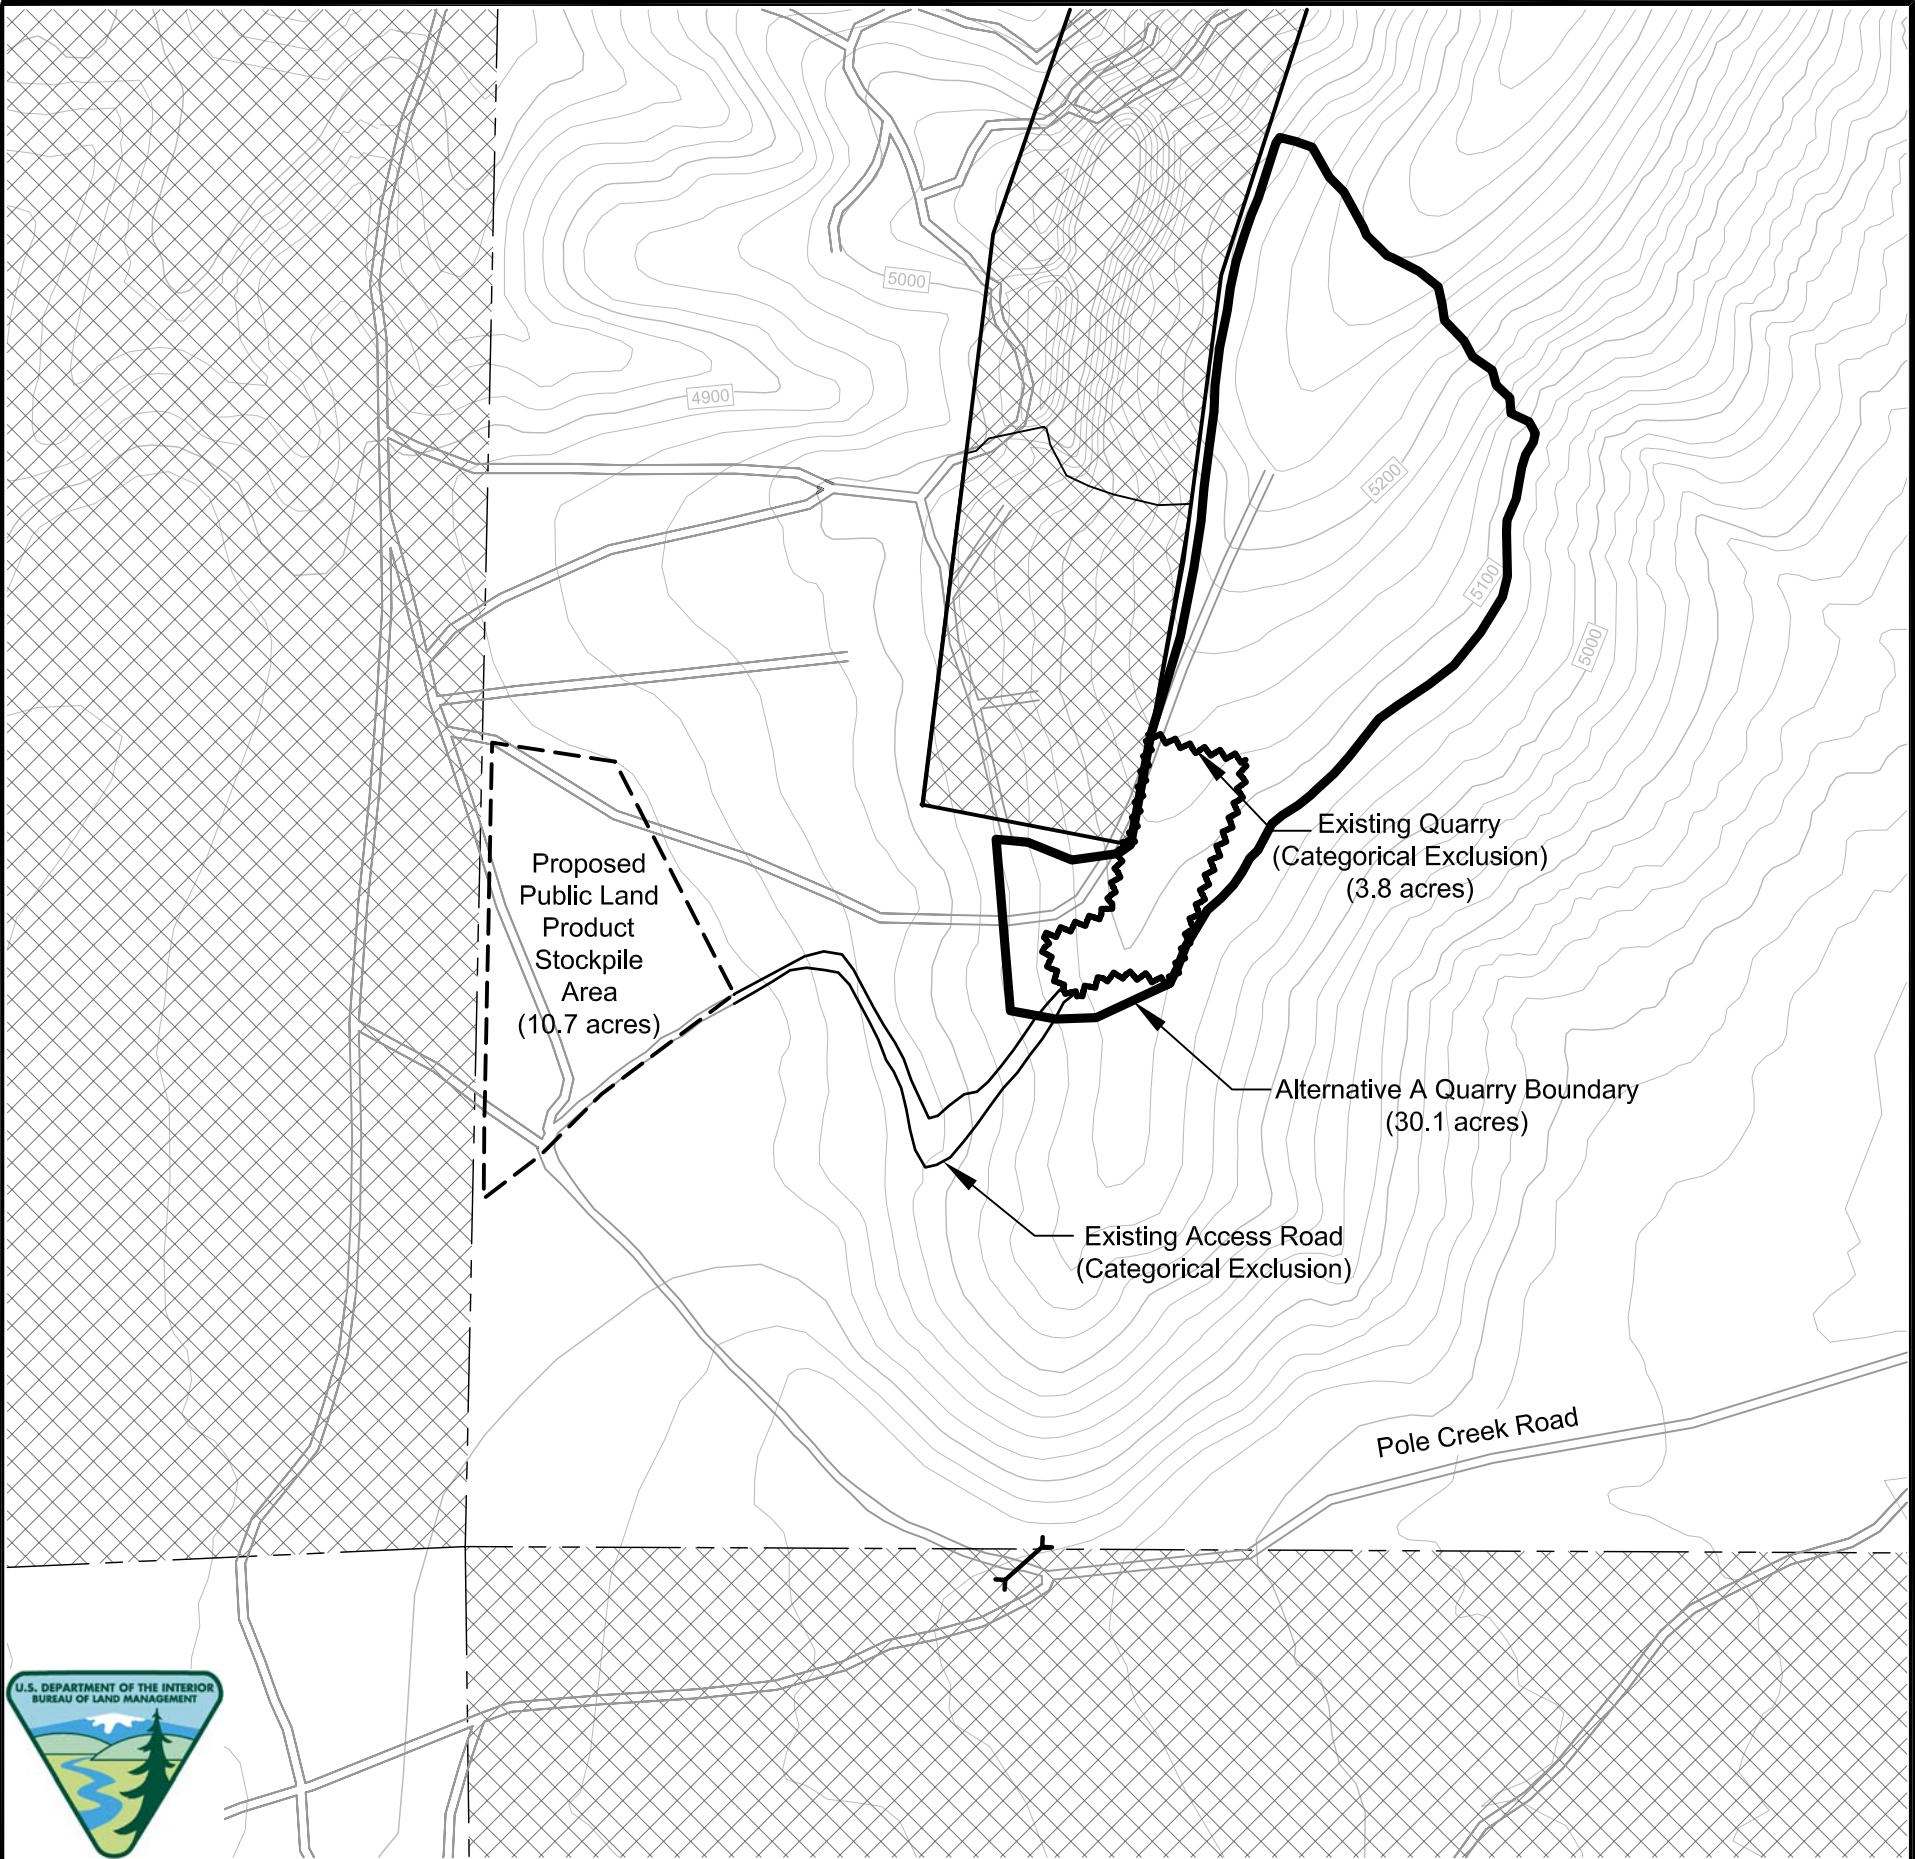 5000
4900
5200
5100
5000
Existing Quarry
(Categorical Exclusion)
(3.8 acres)
Proposed
Public Land
Product
Stockpile
Area
(10.7 acres)
Alternative A Quarry Boundary
(30.1 acres)
Existing Access Road
(Categorical Exclusion)
Pole Creek Road
U.S. DEPARTMENT OF THE INTERIOR
BUREAU OF LAND MANAGEMENT